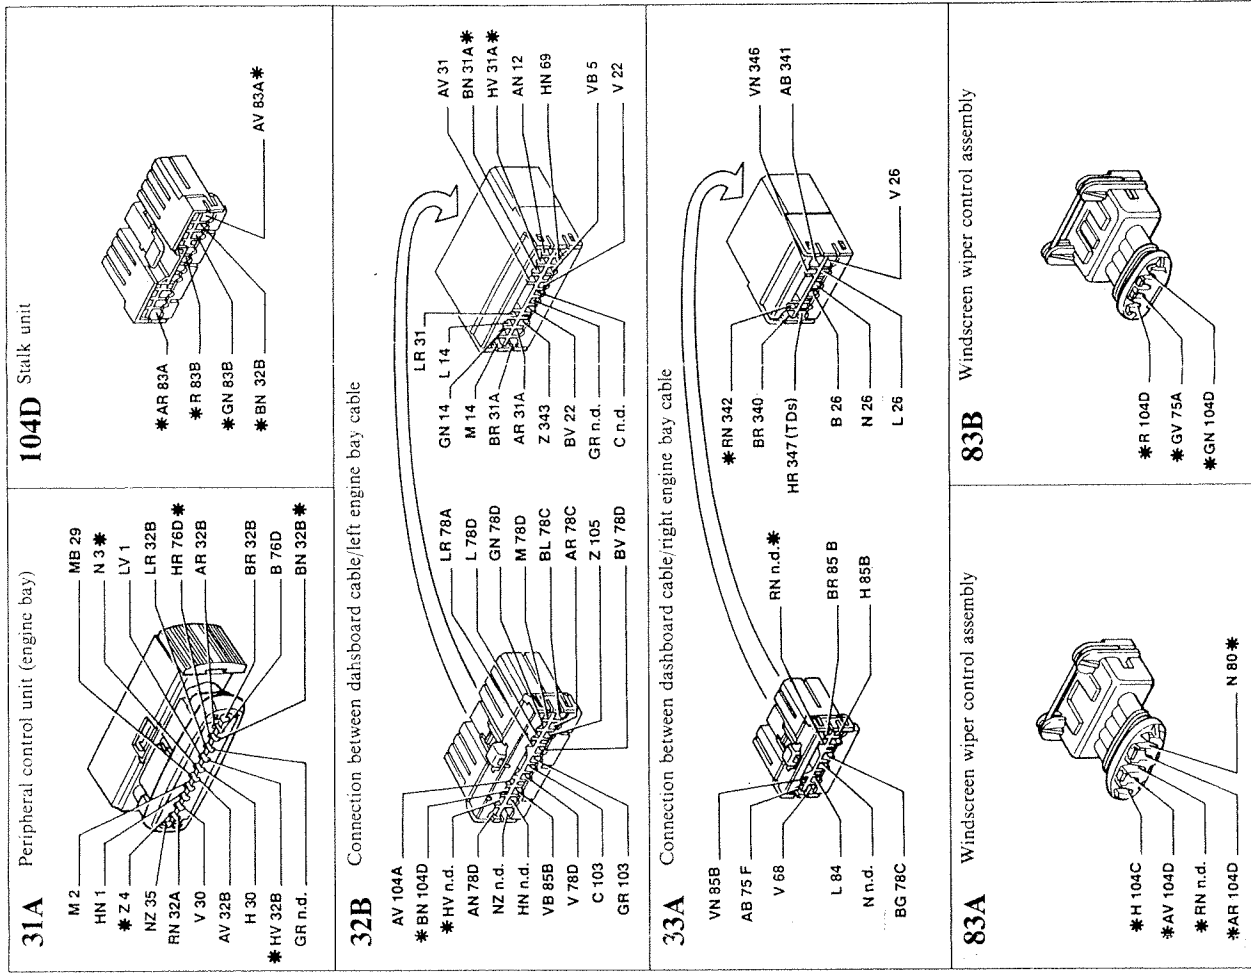 31A Peripheral control unit (engine bay)
M 2
HN 1
✱ Z 4
NZ 35
RN 32A
V 30
AV 32B
H 30
✱ HV 32B
GR n.d.
MB 29
N 3 ✱
LV 1
LR 32B
HR 76D ✱
AR 32B
BR 32B
B 76D
BN 32B ✱
104D Stalk unit
✱ AR 83A
✱ R 83B
✱ GN 83B
✱ BN 32B
AV 83A ✱
32B Connection between dahsboard cable/left engine bay cable
AV 104A
✱ BN 104D
✱ HV n.d.
AN 78D
NZ n.d.
HN n.d.
VB 85B
V 78D
C 103
GR 103
LR 78A
L 78D
GN 78D
M 78D
BL 78C
AR 78C
Z 105
BV 78D
LR 31
L 14
GN 14
M 14
BR 31A
AR 31A
Z 343
BV 22
GR n.d.
C n.d.
AV 31
BN 31A ✱
HV 31A ✱
AN 12
HN 69
VB 5
V 22
33A Connection between dashboard cable/right engine bay cable
VN 85B
AB 75 F
V 68
L 84
N n.d.
BG 78C
RN n.d. ✱
BR 85 B
H 85B
✱ RN 342
BR 340
HR 347 (TDs)
B 26
N 26
L 26
VN 346
AB 341
V 26
83A Windscreen wiper control assembly
✱ H 104C
✱ AV 104D
✱ RN n.d.
✱ AR 104D
N 80 ✱
83B Windscreen wiper control assembly
✱ R 104D
✱ GV 75A
✱ GN 104D